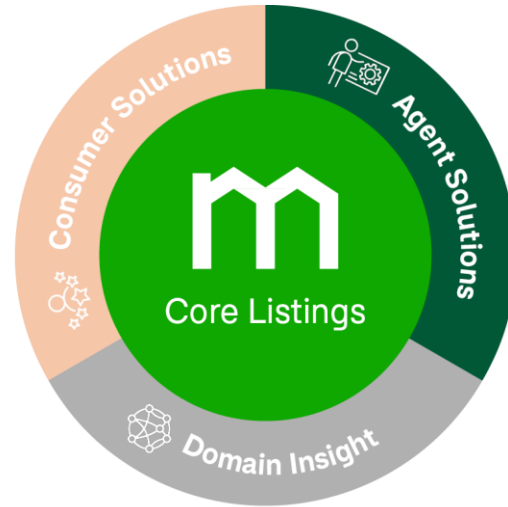 Consumer Solutions
Agent Solutions
Core Listings
Domain Insight